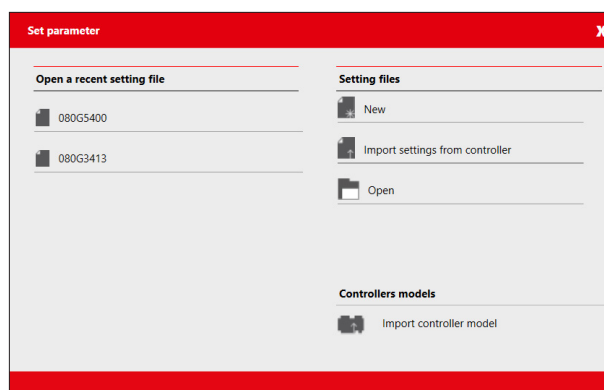 Set parameter
X
Open a recent setting file
080G5400
080G3413
Setting files
New
Import settings from controller
Open
Controllers models
Import controller model